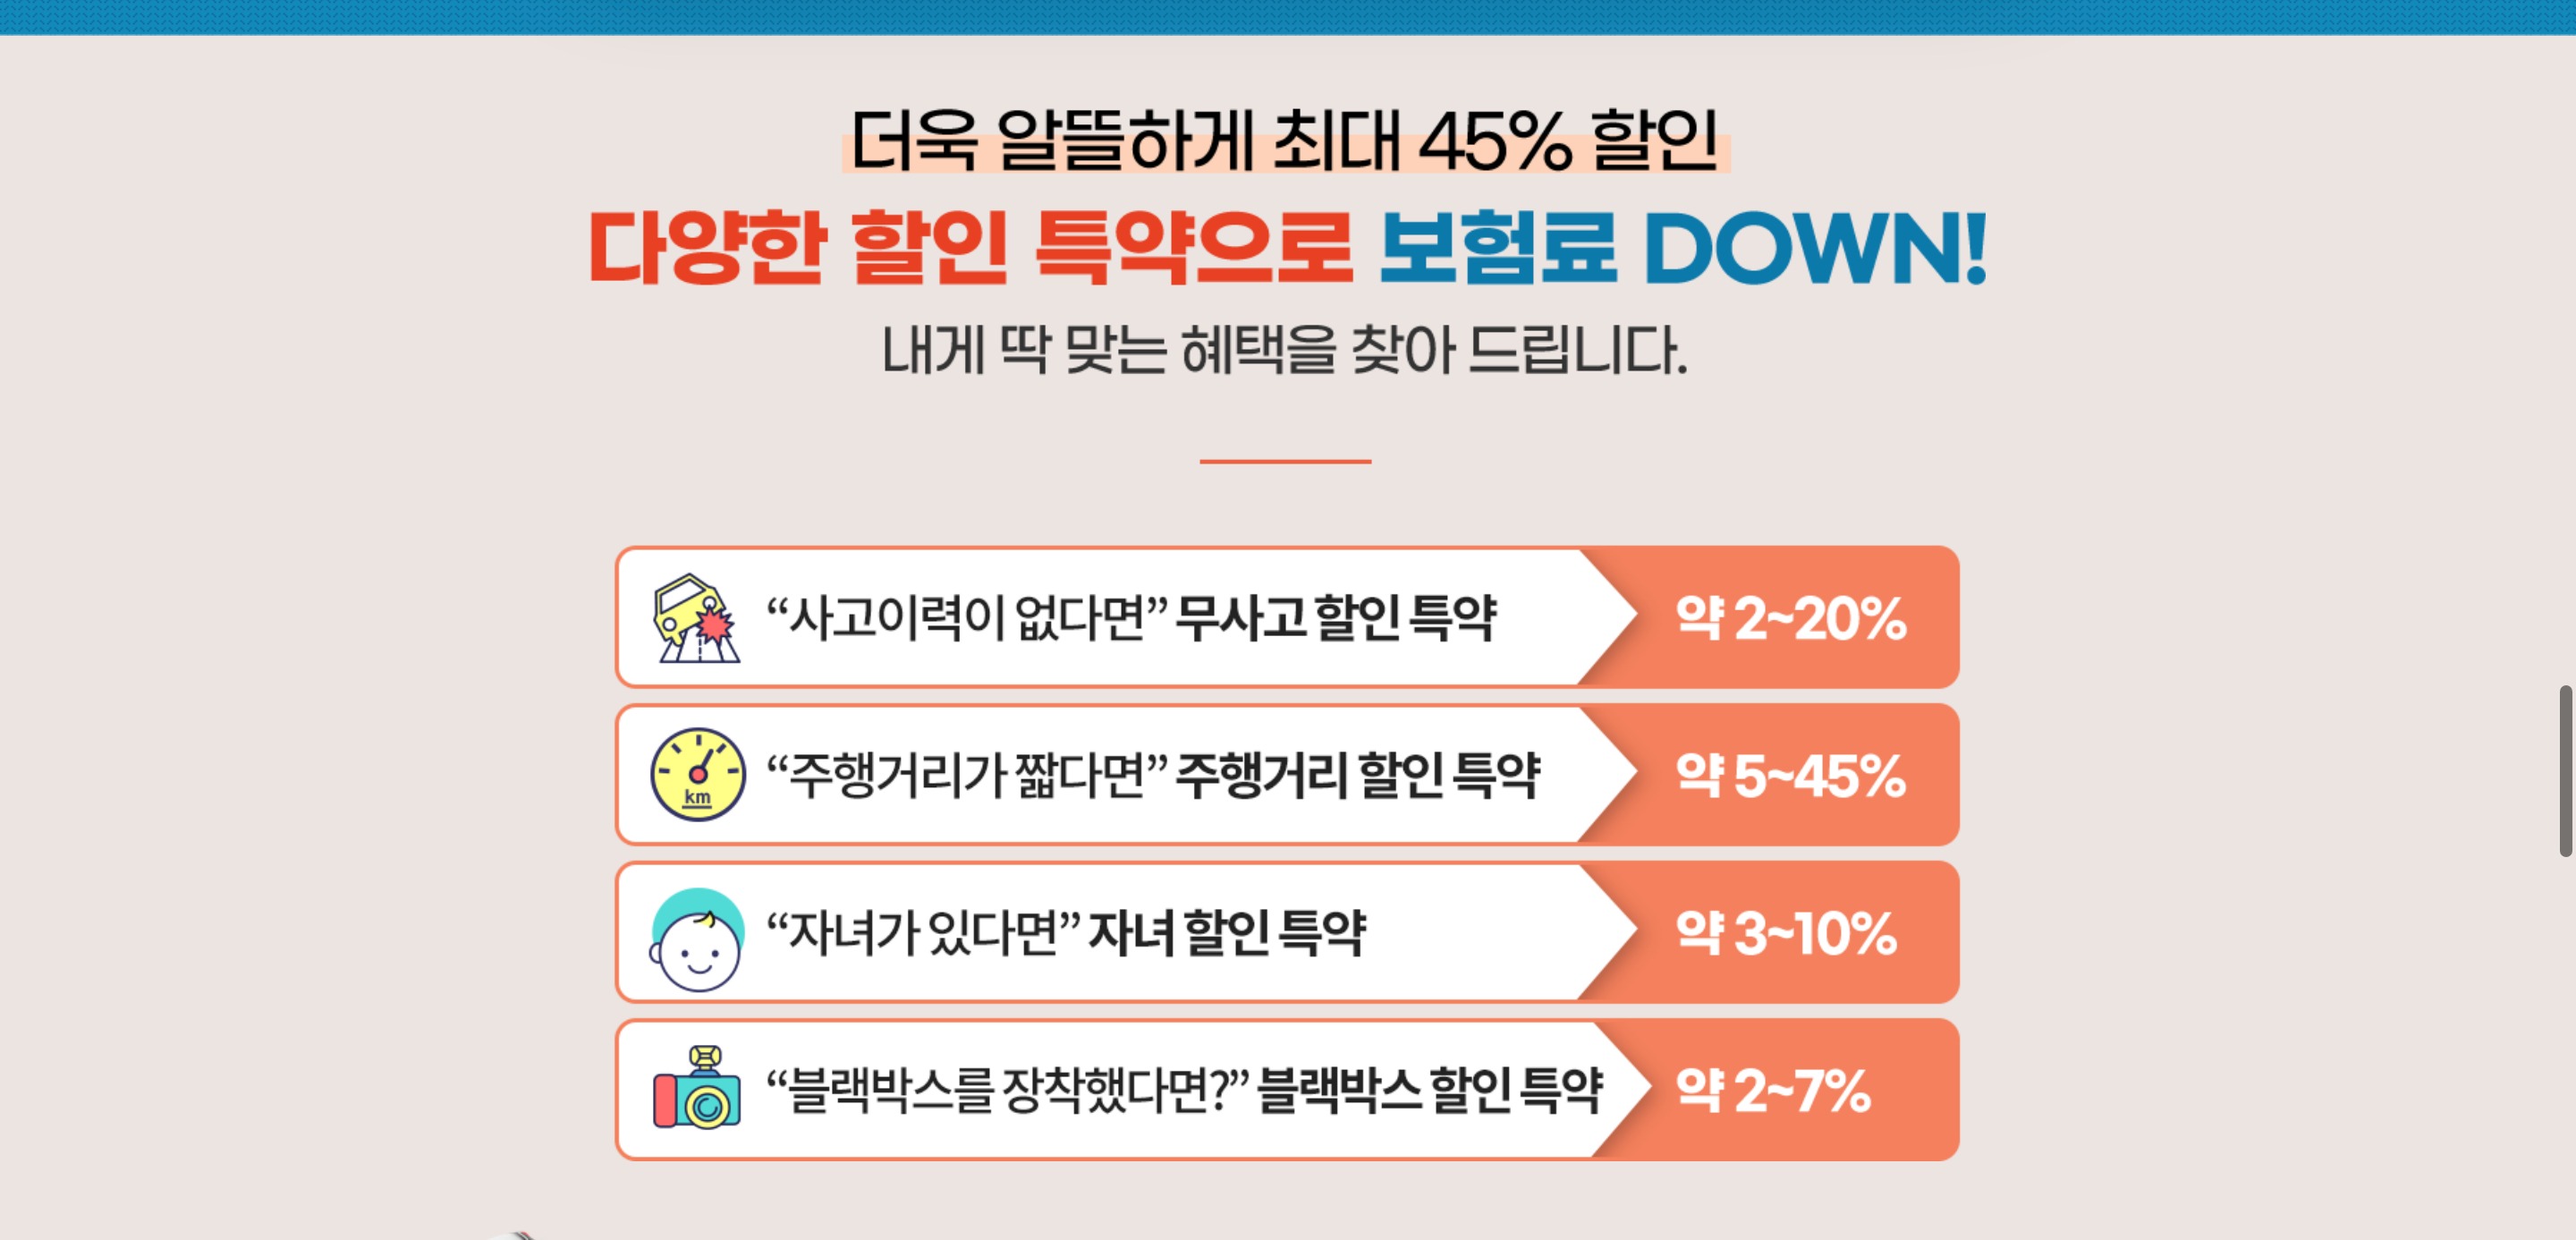 더욱 알뜰하게 최대 45% 할인
다양한 할인 특약으로 보험료 DOWN!
내게 딱 맞는 혜택을 찾아 드립니다.
“사고이력이 없다면” 무사고 할인 특약 약 2~20%
km
“주행거리가 짧다면” 주행거리 할인 특약 약 5~45%
“자녀가 있다면” 자녀 할인 특약 약 3~10%
“블랙박스를 장착했다면?” 블랙박스 할인 특약 약 2~7%